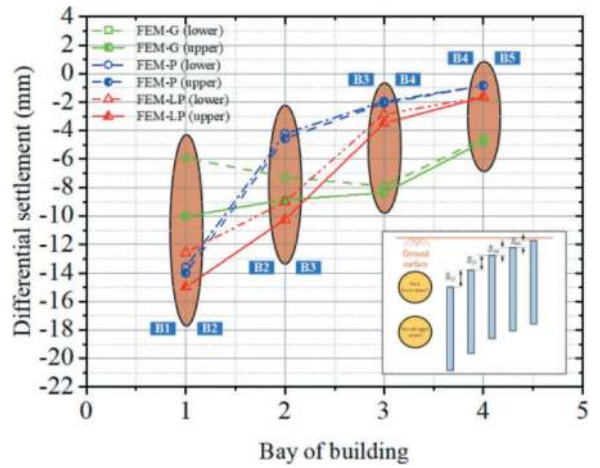 4
2
0
-2
-4
-6
-8
-10
-12
-14
-16
-18
-20
-22
Differential settlement (mm)
FEM-G (lower)
FEM-G (upper)
FEM-P (lower)
FEM-P (upper)
FEM-LP (lower)
FEM-LP (upper)
B1 B2
B2 B3
B3 B4
B4 B5
Ground
surface
0 1 2 3 4 5
Bay of building